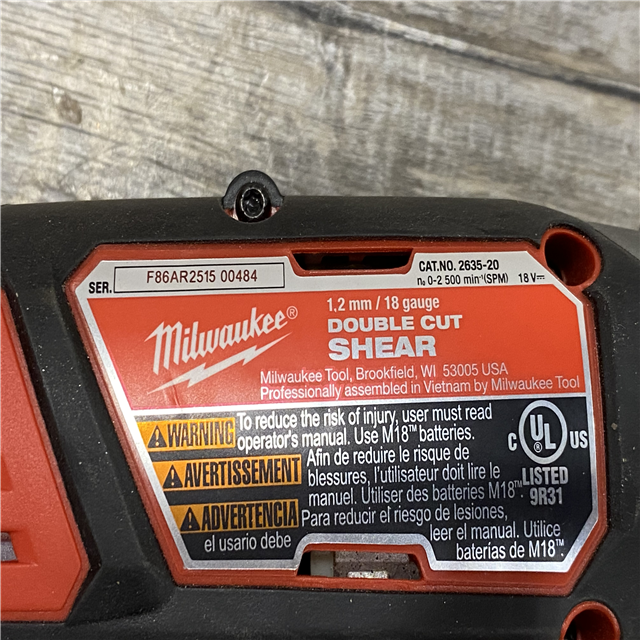 SER. F86AR2515 00484
CAT.NO. 2635-20
n₀ 0-2 500 min⁻¹(SPM) 18 V⎓
Milwaukee®
1,2 mm / 18 gauge
DOUBLE CUT
SHEAR
Milwaukee Tool, Brookfield, WI 53005 USA
Professionally assembled in Vietnam by Milwaukee Tool
WARNING To reduce the risk of injury, user must read
operator's manual. Use M18™ batteries.
AVERTISSEMENT Afin de reduire le risque de
blessures, l'utilisateur doit lire le
manuel. Utiliser des batteries M18™.
ADVERTENCIA Para reducir el riesgo de lesiones,
el usario debe leer el manual. Utilice
baterías de M18™.
C UL® US
LISTED
9R31